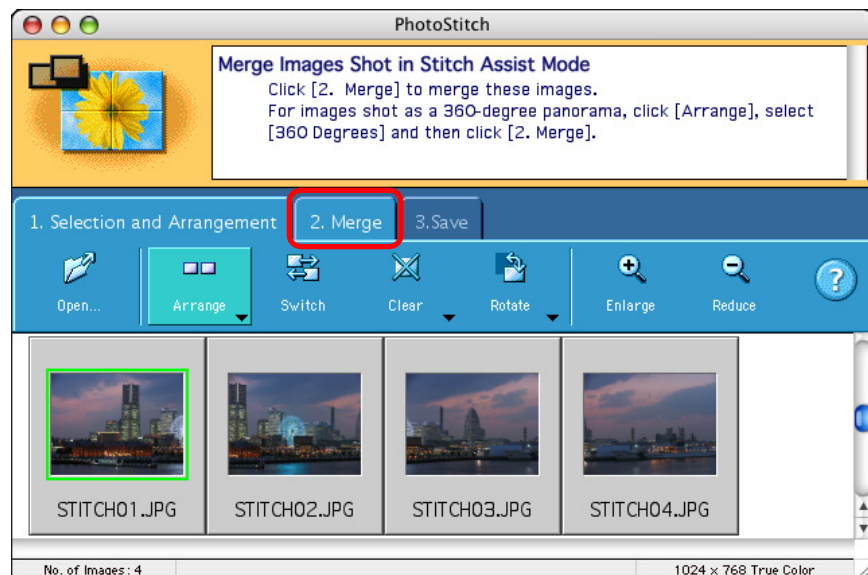 PhotoStitch
Merge Images Shot in Stitch Assist Mode
Click [2. Merge] to merge these images.
For images shot as a 360-degree panorama, click [Arrange], select
[360 Degrees] and then click [2. Merge].
1. Selection and Arrangement 2. Merge 3.Save
Open... Arrange Switch Clear Rotate Enlarge Reduce ?
STITCH01.JPG STITCH02.JPG STITCH03.JPG STITCH04.JPG
No. of Images: 4 1024 x 768 True Color